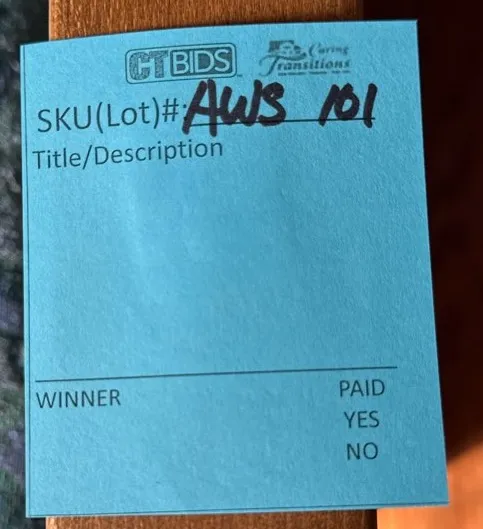 CTBIDS Caring
Transitions
SKU(Lot)#: AWS 101
Title/Description
WINNER PAID
YES
NO